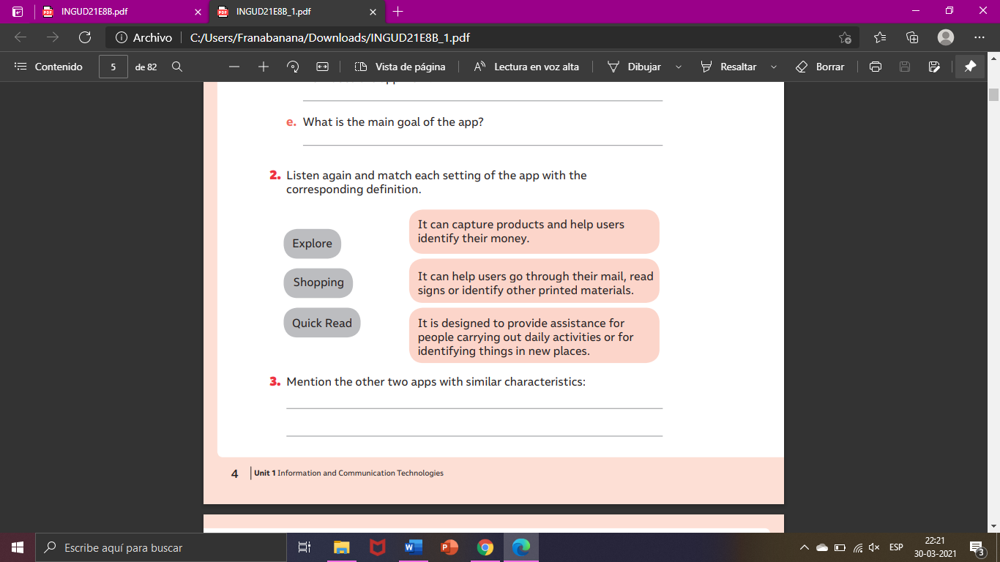 INGUD21E8B.pdf
INGUD21E8B_1.pdf
Archivo
C:/Users/Franabanana/Downloads/INGUD21E8B_1.pdf
Contenido
5
de 82
Vista de página
Lectura en voz alta
Dibujar
Resaltar
Borrar
e. What is the main goal of the app?
2. Listen again and match each setting of the app with the
corresponding definition.
Explore
Shopping
Quick Read
It can capture products and help users
identify their money.
It can help users go through their mail, read
signs or identify other printed materials.
It is designed to provide assistance for
people carrying out daily activities or for
identifying things in new places.
3. Mention the other two apps with similar characteristics:
4
Unit 1 Information and Communication Technologies
Escribe aquí para buscar
ESP
22:21
30-03-2021
3